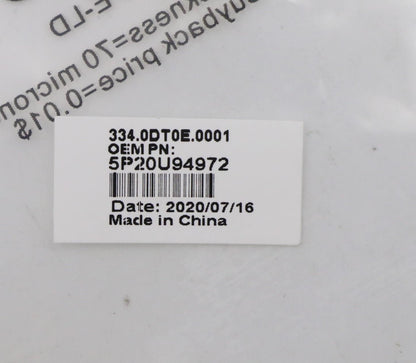 E-LD
ckness=70 micron
buyback price=0.01$
334.0DT0E.0001
OEM PN:
5P20U94972
Date: 2020/07/16
Made in China